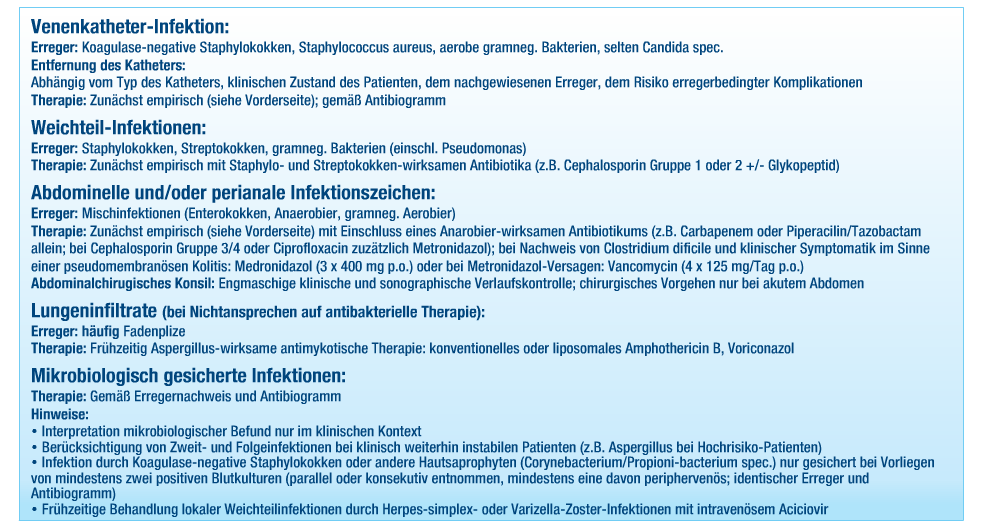 Venenkatheter-Infektion:
Erreger: Koagulase-negative Staphylokokken, Staphylococcus aureus, aerobe gramneg. Bakterien, selten Candida spec.
Entfernung des Katheters:
Abhängig vom Typ des Katheters, klinischen Zustand des Patienten, dem nachgewiesenen Erreger, dem Risiko erregerbedingter Komplikationen
Therapie: Zunächst empirisch (siehe Vorderseite); gemäß Antibiogramm
Weichteil-Infektionen:
Erreger: Staphylokokken, Streptokokken, gramneg. Bakterien (einschl. Pseudomonas)
Therapie: Zunächst empirisch mit Staphylo- und Streptokokken-wirksamen Antibiotika (z.B. Cephalosporin Gruppe 1 oder 2 +/- Glykopeptid)
Abdominelle und/oder perianale Infektionszeichen:
Erreger: Mischinfektionen (Enterokokken, Anaerobier, gramneg. Aerobier)
Therapie: Zunächst empirisch (siehe Vorderseite) mit Einschluss eines Anarobier-wirksamen Antibiotikums (z.B. Carbapenem oder Piperacilin/Tazobactam
allein; bei Cephalosporin Gruppe 3/4 oder Ciprofloxacin zusätzlich Metronidazol); bei Nachweis von Clostridium dificile und klinischer Symptomatik im Sinne
einer pseudomembranösen Kolitis: Medronidazol (3 x 400 mg p.o.) oder bei Metronidazol-Versagen: Vancomycin (4 x 125 mg/Tag p.o.)
Abdominalchirugisches Konsil: Engmaschige klinische und sonographische Verlaufskontrolle; chirurgisches Vorgehen nur bei akutem Abdomen
Lungeninfiltrate (bei Nichtansprechen auf antibakterielle Therapie):
Erreger: häufig Fadenplize
Therapie: Frühzeitig Aspergillus-wirksame antimykotische Therapie: konventionelles oder liposomales Amphothericin B, Voriconazol
Mikrobiologisch gesicherte Infektionen:
Therapie: Gemäß Erregernachweis und Antibiogramm
Hinweise:
• Interpretation mikrobiologischer Befund nur im klinischen Kontext
• Berücksichtigung von Zweit- und Folgeinfektionen bei klinisch weiterhin instabilen Patienten (z.B. Aspergillus bei Hochrisiko-Patienten)
• Infektion durch Koagulase-negative Staphylokokken oder andere Hautsaprophyten (Corynebacterium/Propioni-bacterium spec.) nur gesichert bei Vorliegen
von mindestens zwei positiven Blutkulturen (parallel oder konsekutiv entnommen, mindestens eine davon periphervenös; identischer Erreger und
Antibiogramm)
• Frühzeitige Behandlung lokaler Weichteilinfektionen durch Herpes-simplex- oder Varizella-Zoster-Infektionen mit intravenösem Aciciovir